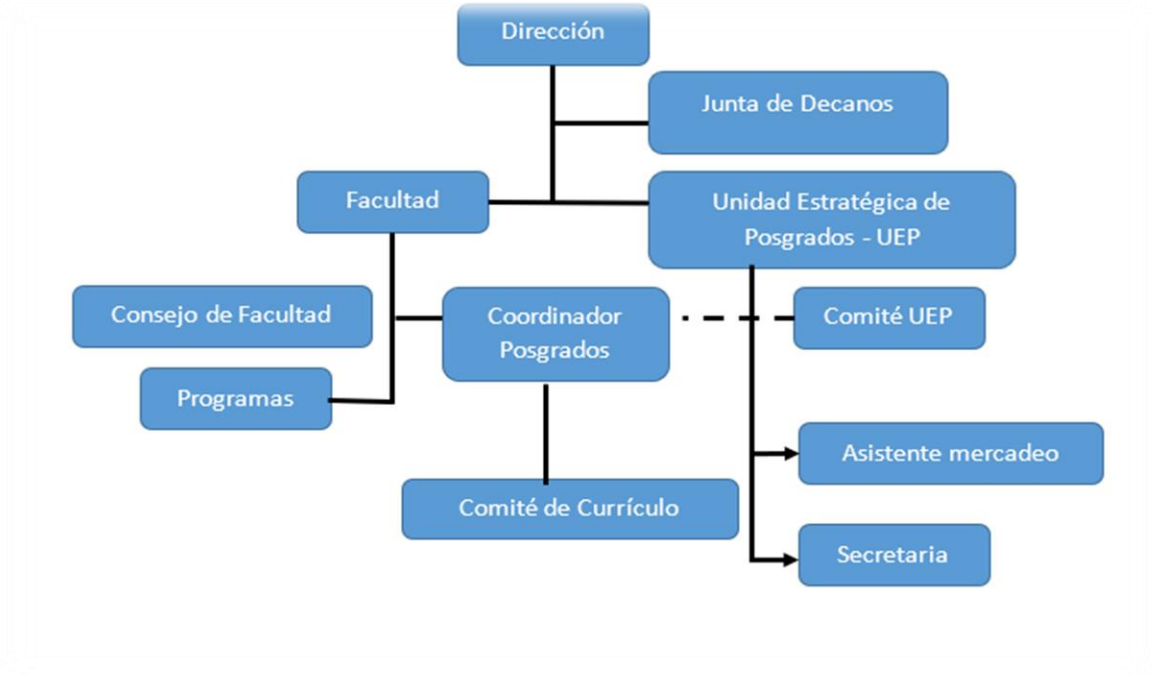 Dirección
Junta de Decanos
Facultad
Unidad Estratégica de
Posgrados - UEP
Consejo de Facultad
Coordinador
Posgrados
Comité UEP
Programas
Asistente mercadeo
Comité de Currículo
Secretaria